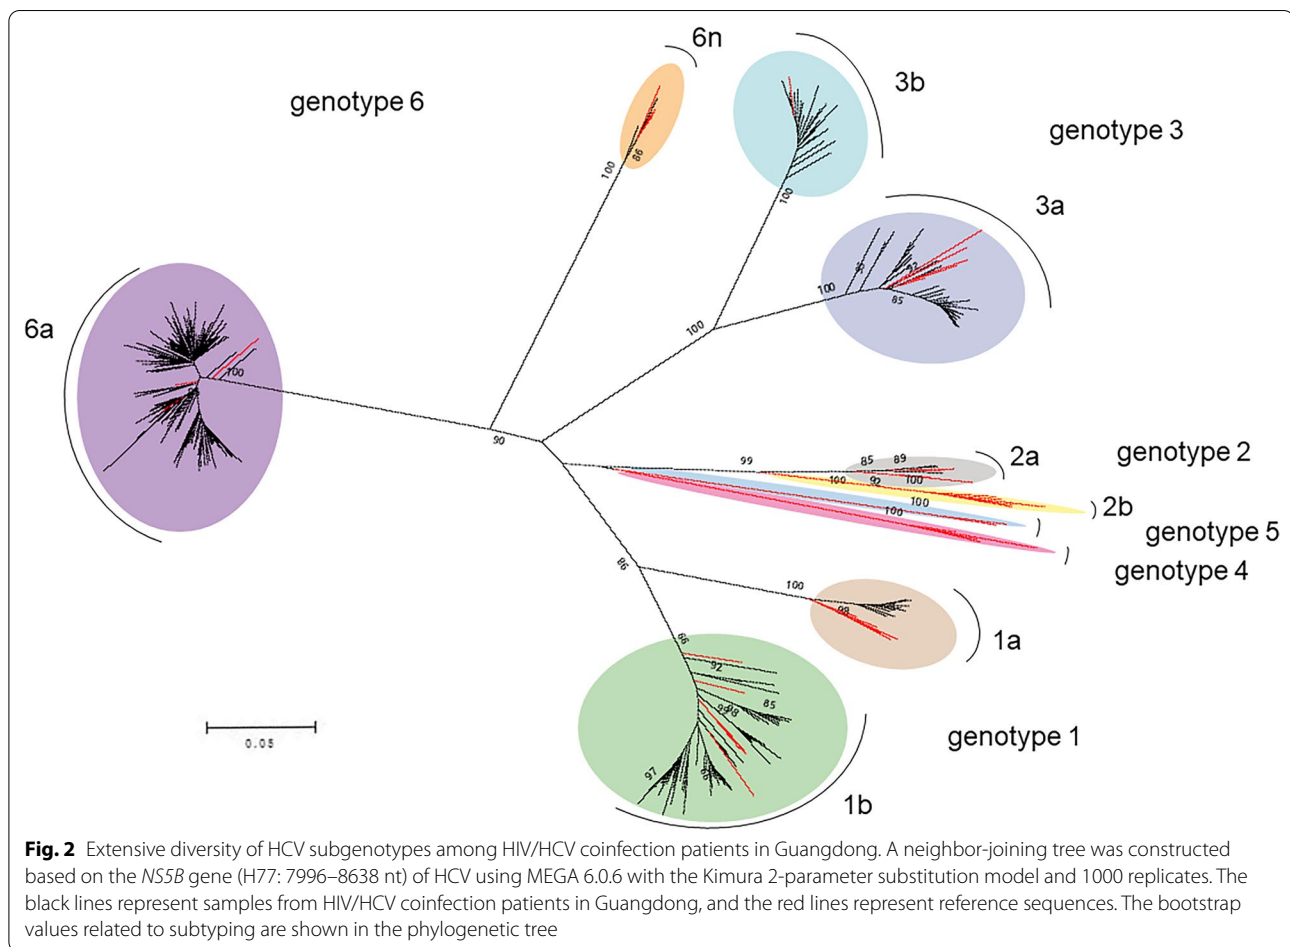 6n
3b
genotype 6
genotype 3
86
100
100
3a
95
92
100
85
6a
100
100
90
99
85
89
2a
genotype 2
100
92
100
100
2b
100
genotype 5
genotype 4
86
100
98
1a
99
92
85
genotype 1
97
0.05
1b
Fig. 2 Extensive diversity of HCV subgenotypes among HIV/HCV coinfection patients in Guangdong. A neighbor-joining tree was constructed
based on the NS5B gene (H77: 7996–8638 nt) of HCV using MEGA 6.0.6 with the Kimura 2-parameter substitution model and 1000 replicates. The
black lines represent samples from HIV/HCV coinfection patients in Guangdong, and the red lines represent reference sequences. The bootstrap
values related to subtyping are shown in the phylogenetic tree